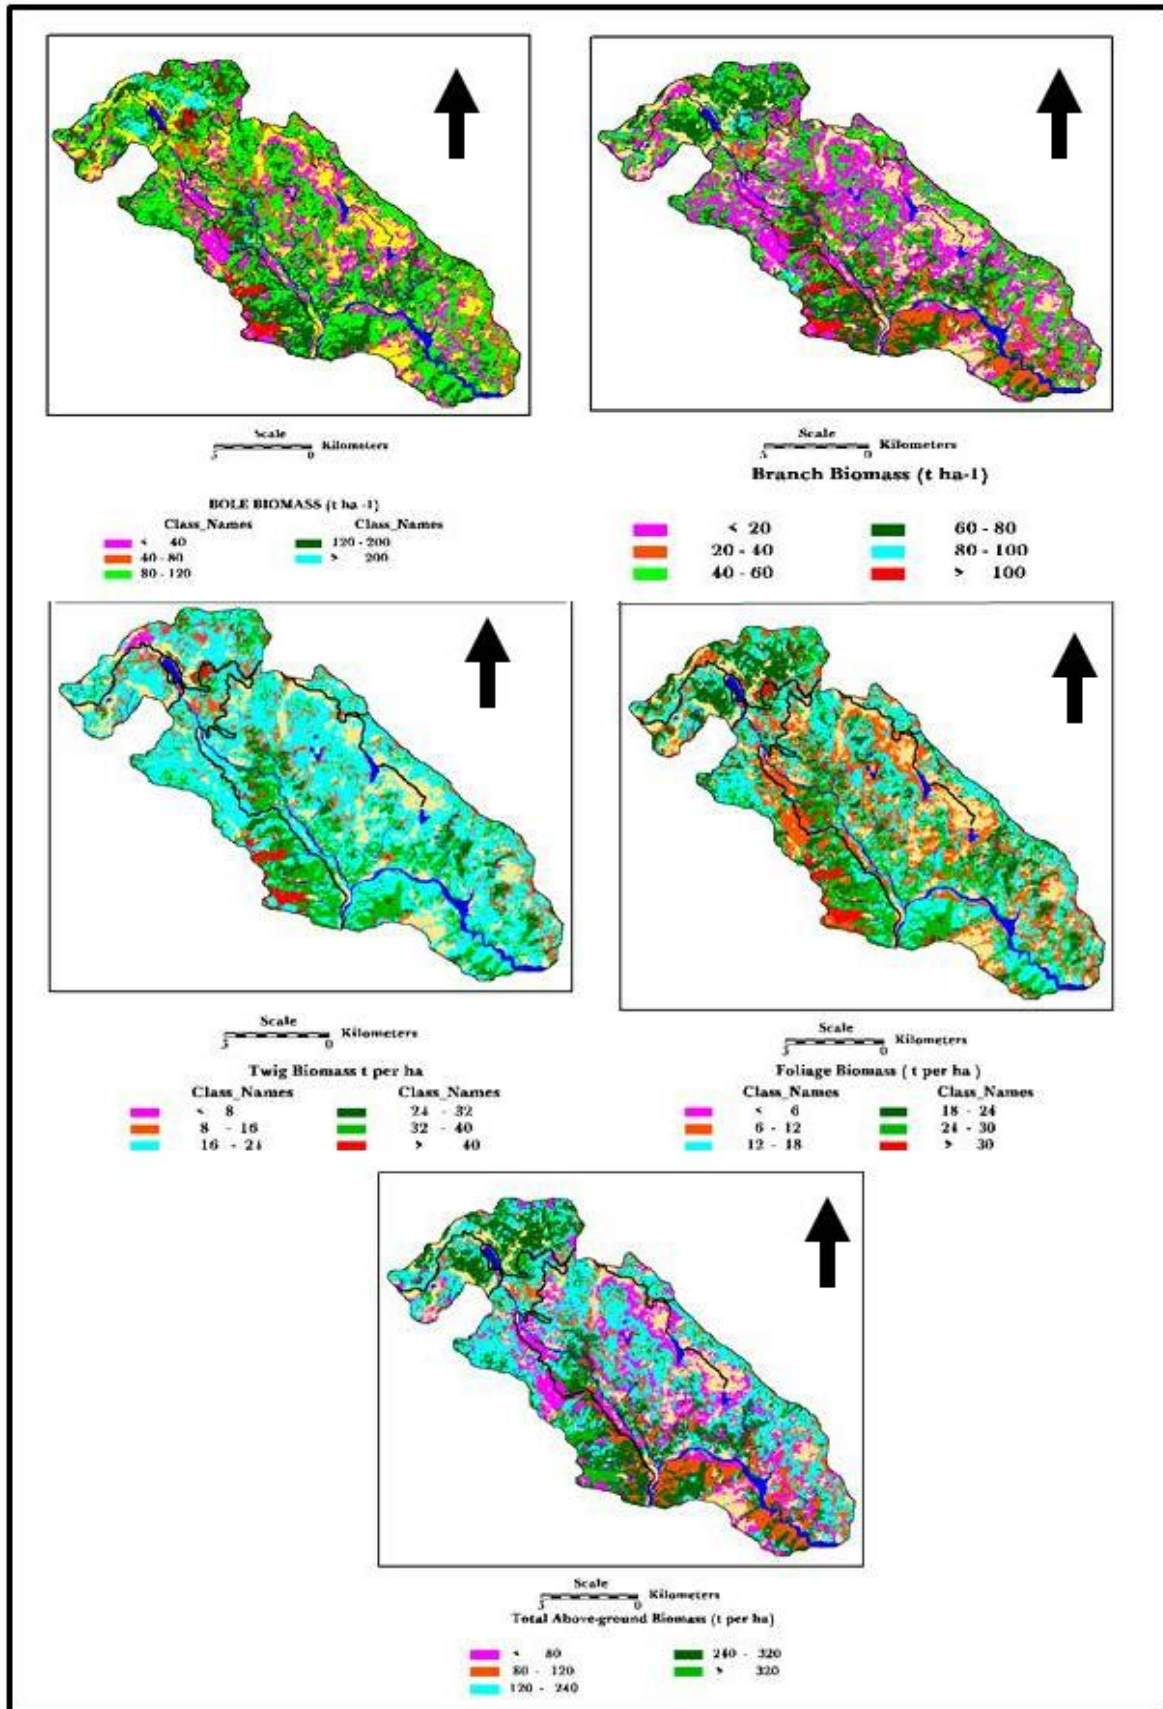 Scale
5 0 Kilometers
BOLE BIOMASS (t ha -1)
Class_Names Class_Names
< 40 120 - 200
40 - 80 > 200
80 - 120
Scale
5 0 Kilometers
Branch Biomass (t ha-1)
< 20 60 - 80
20 - 40 80 - 100
40 - 60 > 100
Scale
5 0 Kilometers
Twig Biomass t per ha
Class_Names Class_Names
< 8 24 - 32
8 - 16 32 - 40
16 - 24 > 40
Scale
5 0 Kilometers
Foliage Biomass ( t per ha )
Class_Names Class_Names
< 6 18 - 24
6 - 12 24 - 30
12 - 18 > 30
Scale
5 0 Kilometers
Total Above-ground Biomass (t per ha)
< 80 240 - 320
80 - 120 > 320
120 - 240